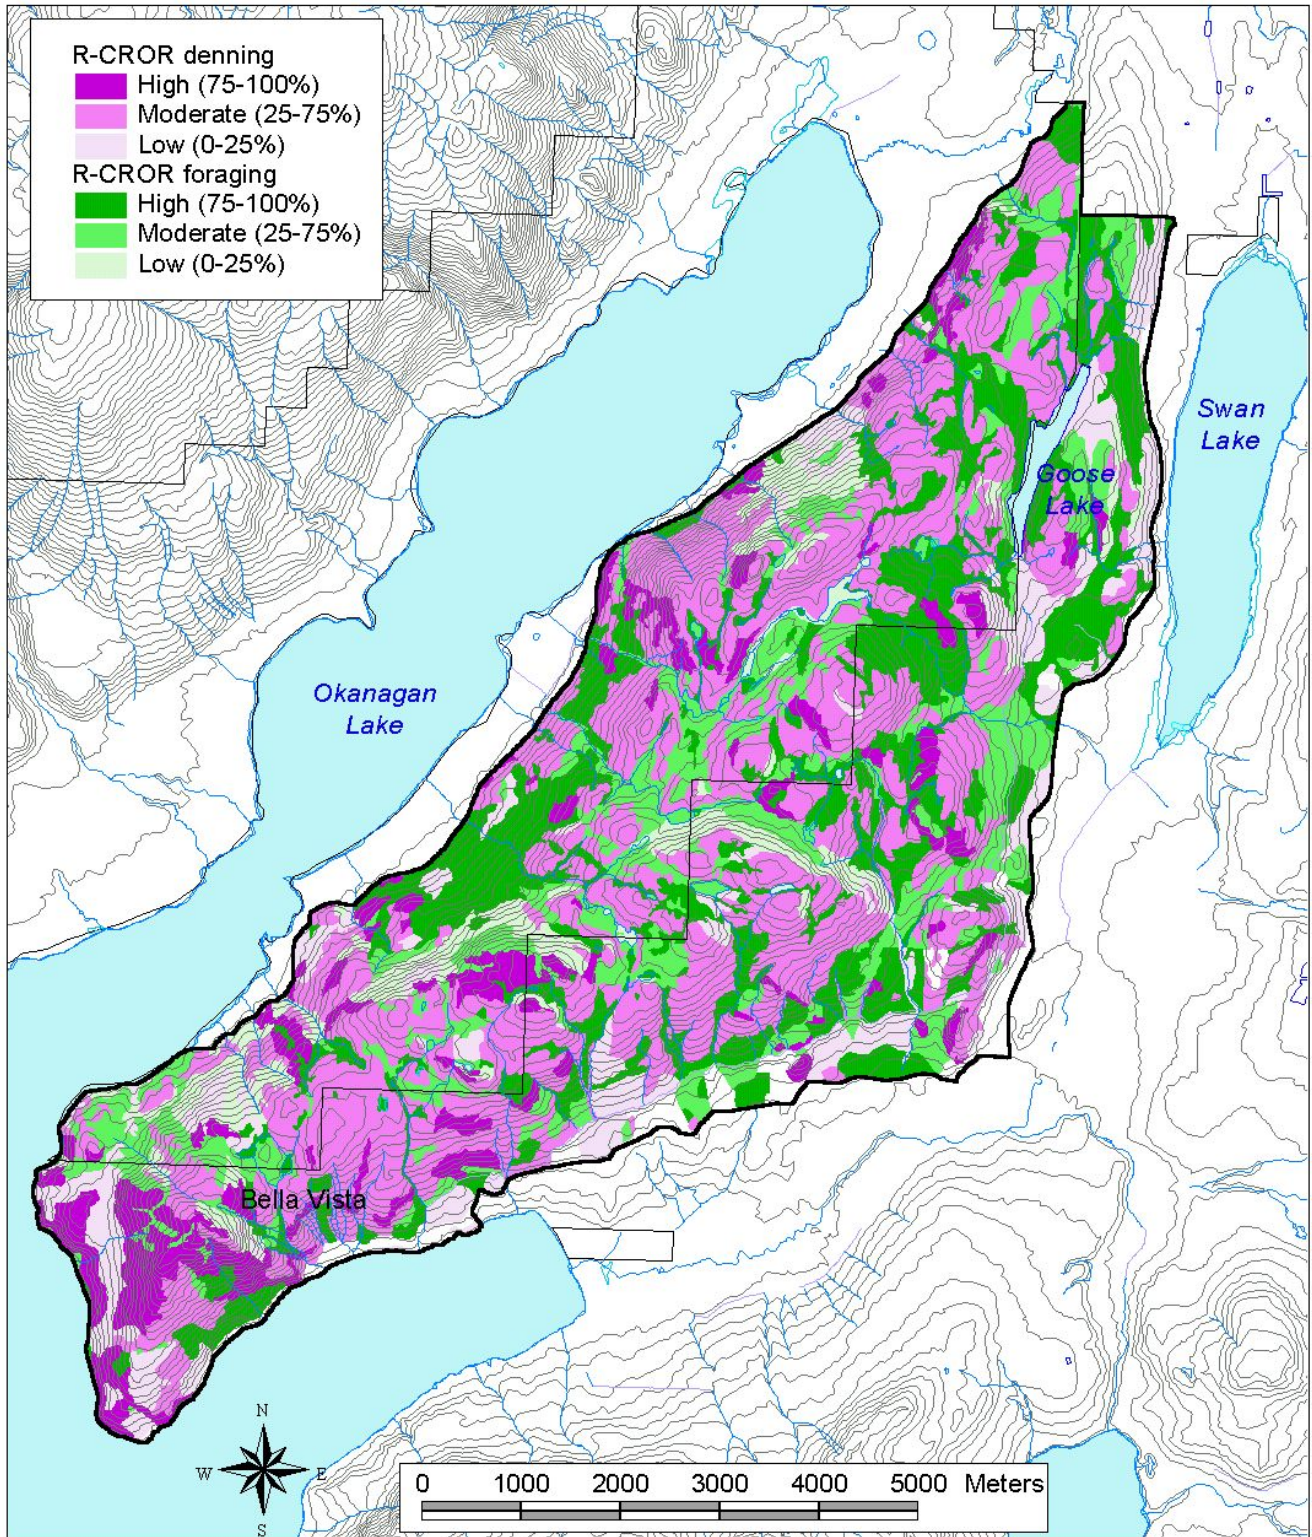 R-CROR denning
High (75-100%)
Moderate (25-75%)
Low (0-25%)
R-CROR foraging
High (75-100%)
Moderate (25-75%)
Low (0-25%)
Swan
Lake
Goose
Lake
Okanagan
Lake
Bella Vista
N
W
E
S
0 1000 2000 3000 4000 5000 Meters